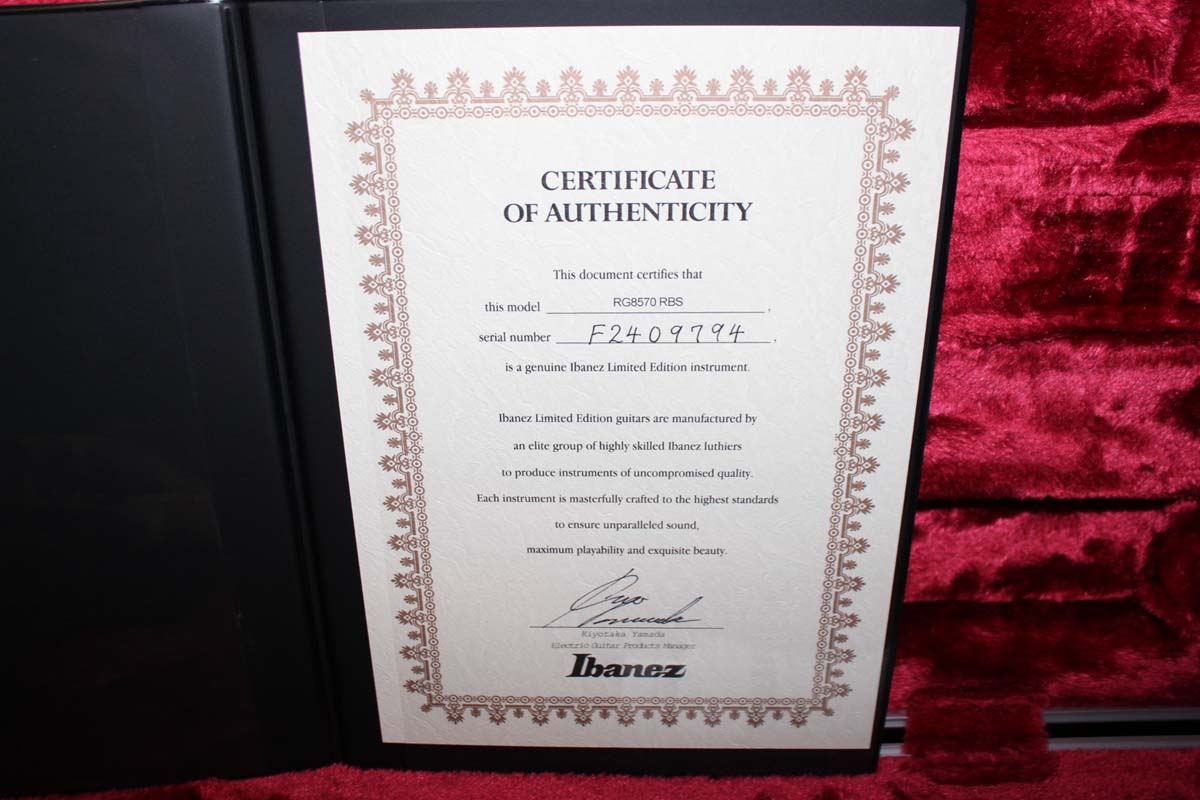 CERTIFICATE
OF AUTHENTICITY
This document certifies that
this model RG8570 RBS ,
serial number F2409794 ,
is a genuine Ibanez Limited Edition instrument.
Ibanez Limited Edition guitars are manufactured by
an elite group of highly skilled Ibanez luthiers
to produce instruments of uncompromised quality.
Each instrument is masterfully crafted to the highest standards
to ensure unparalleled sound,
maximum playability and exquisite beauty.
Kiyotaka Yamada
Electric Guitar Products Manager
Ibanez